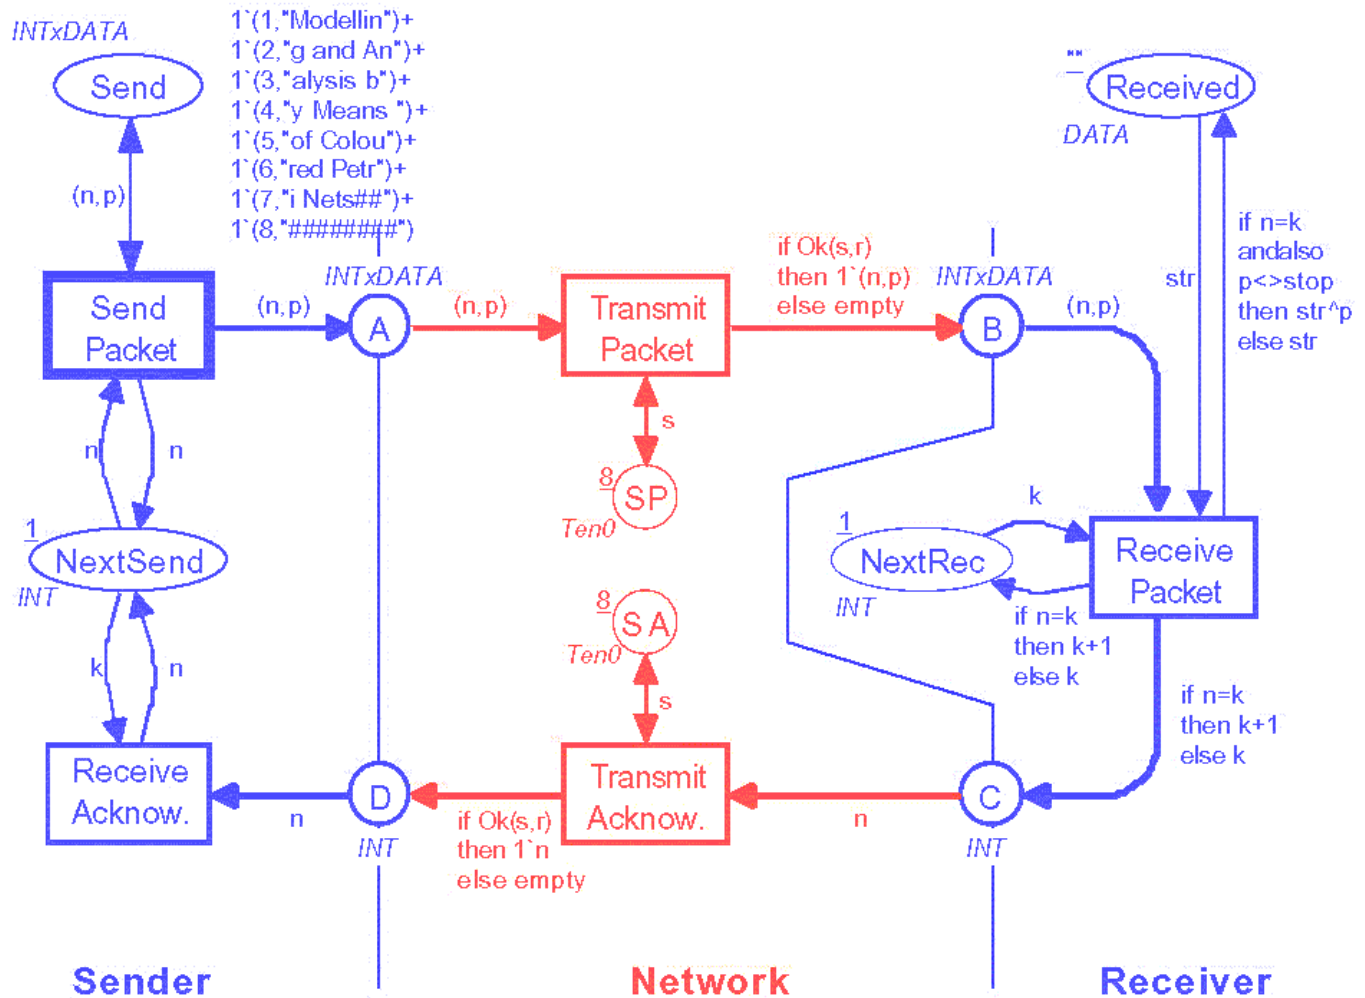 INTxDATA
Send
1`(1,"Modellin")+
1`(2,"g and An")+
1`(3,"alysis b")+
1`(4,"y Means ")+
1`(5,"of Colou")+
1`(6,"red Petr")+
1`(7,"i Nets##")+
1`(8,"########")
""
Received
DATA
(n,p)
Send
Packet
(n,p)
INTxDATA
A
(n,p)
Transmit
Packet
if Ok(s,r)
then 1`(n,p)
else empty
INTxDATA
B
(n,p)
str
if n=k
andalso
p<>stop
then str^p
else str
n
n
s
8
SP
Ten0
1
NextSend
INT
k
1
NextRec
INT
Receive
Packet
if n=k
then k+1
else k
8
SA
Ten0
k
n
s
if n=k
then k+1
else k
Receive
Acknow.
n
D
INT
if Ok(s,r)
then 1`n
else empty
Transmit
Acknow.
n
C
INT
Sender
Network
Receiver